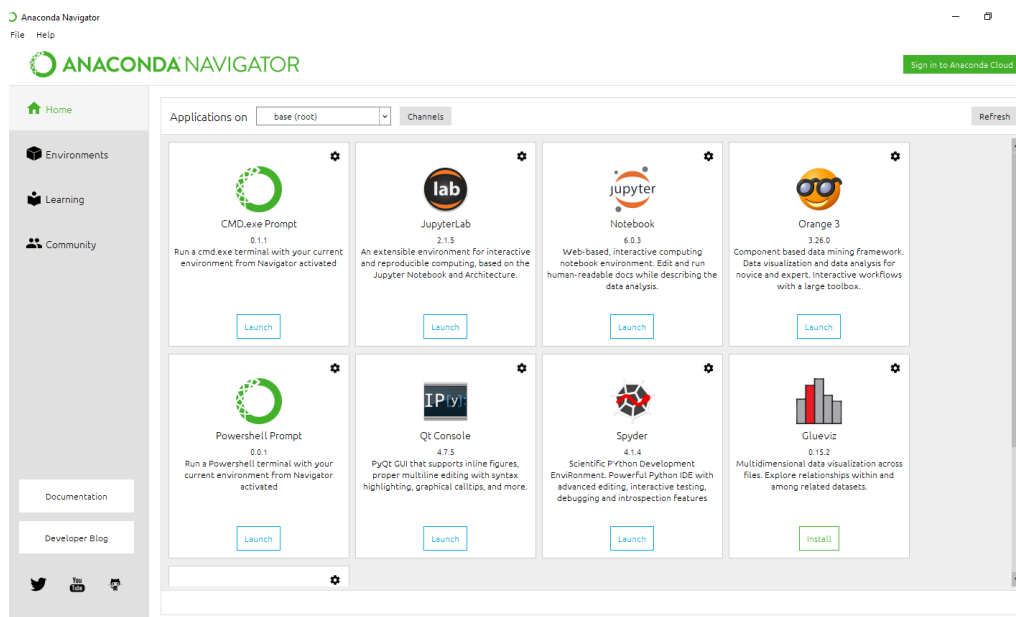 Anaconda Navigator
File Help
ANACONDA NAVIGATOR
Sign in to Anaconda Cloud
Home
Environments
Learning
Community
Documentation
Developer Blog
You
Tube
Applications on
base (root)
Channels
Refresh
CMD.exe Prompt
0.1.1
Run a cmd.exe terminal with your current
environment from Navigator activated
Launch
lab
JupyterLab
2.1.5
An extensible environment for interactive
and reproducible computing, based on the
Jupyter Notebook and Architecture.
Launch
jupyter
Notebook
6.0.3
Web-based, interactive computing
notebook environment. Edit and run
human-readable docs while describing the
data analysis.
Launch
Orange 3
3.26.0
Component based data mining framework.
Data visualization and data analysis for
novice and expert. Interactive workflows
with a large toolbox.
Launch
Powershell Prompt
0.0.1
Run a Powershell terminal with your
current environment from Navigator
activated
Launch
IP[y]:
Qt Console
4.7.5
PyQt GUI that supports inline figures,
proper multiline editing with syntax
highlighting, graphical calltips, and more.
Launch
Spyder
4.1.4
Scientific PYthon Development
EnviRonment. Powerful Python IDE with
advanced editing, interactive testing,
debugging and introspection features
Launch
Glueviz
0.15.2
Multidimensional data visualization across
files. Explore relationships within and
among related datasets.
Install